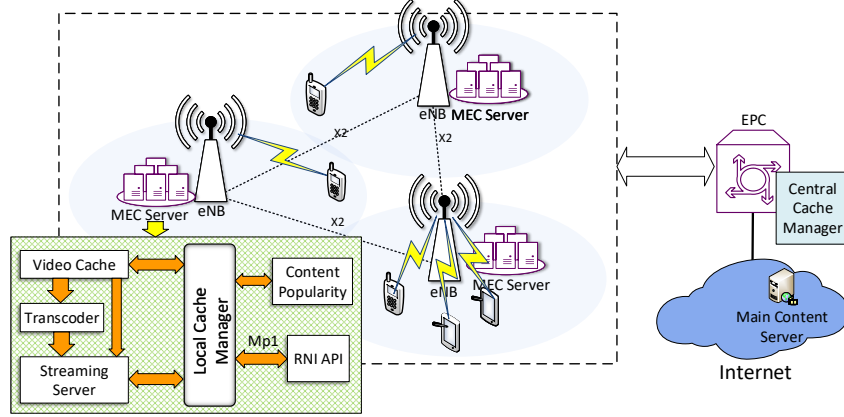 eNB
MEC Server
X2
X2
EPC
MEC Server
eNB
Central
Cache
Manager
X2
eNB
MEC Server
Video Cache
Content
Popularity
Transcoder
Local Cache
Manager
Mp1
RNI API
Streaming
Server
Main Content
Server
Internet